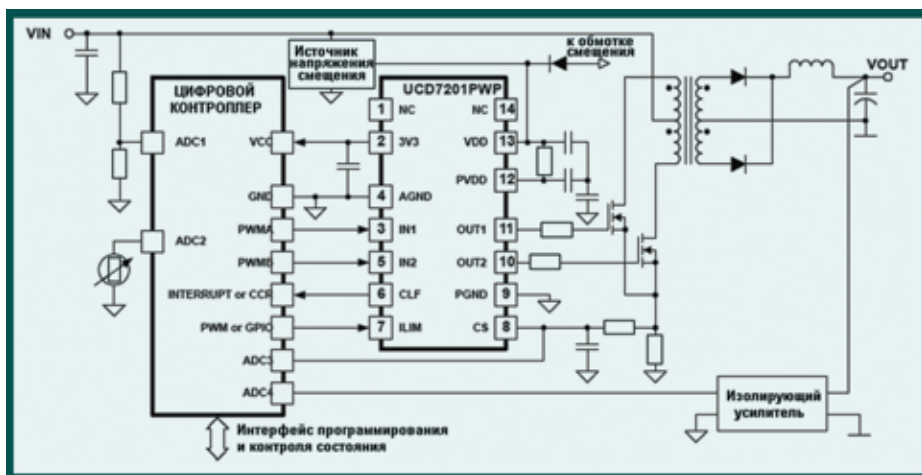 VIN
Источник
напряжения
смещения
к обмотке
смещения
VOUT
ЦИФРОВОЙ
КОНТРОЛЛЕР
UCD7201PWP
1 NC NC 14
ADC1 VCC 2 3V3 VDD 13
PVDD 12
GND 4 AGND
ADC2 PWMA 3 IN1 OUT1 11
PWMB 5 IN2 OUT2 10
INTERRUPT or CCR 6 CLF PGND 9
PWM or GPIO 7 ILIM CS 8
ADC3
ADC4
Изолирующий
усилитель
Интерфейс программирования
и контроля состояния